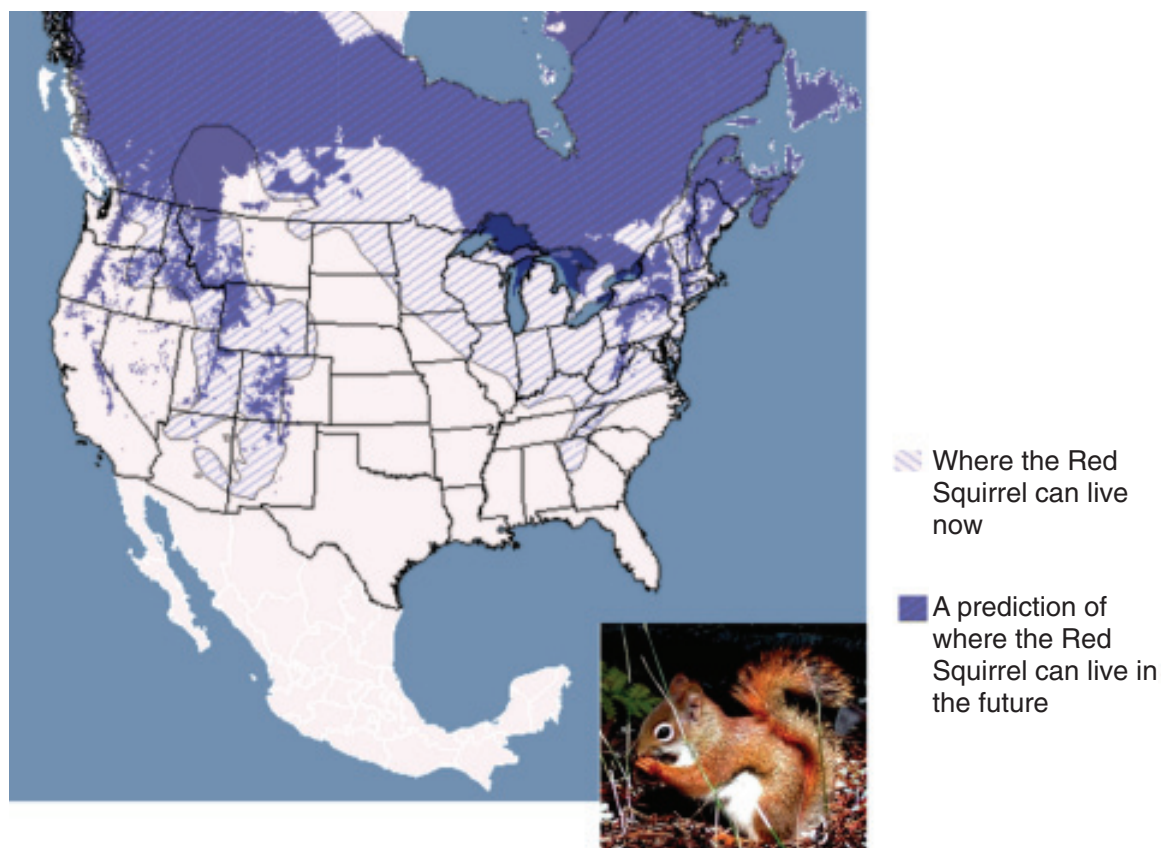 Where the Red
Squirrel can live
now
A prediction of
where the Red
Squirrel can live in
the future